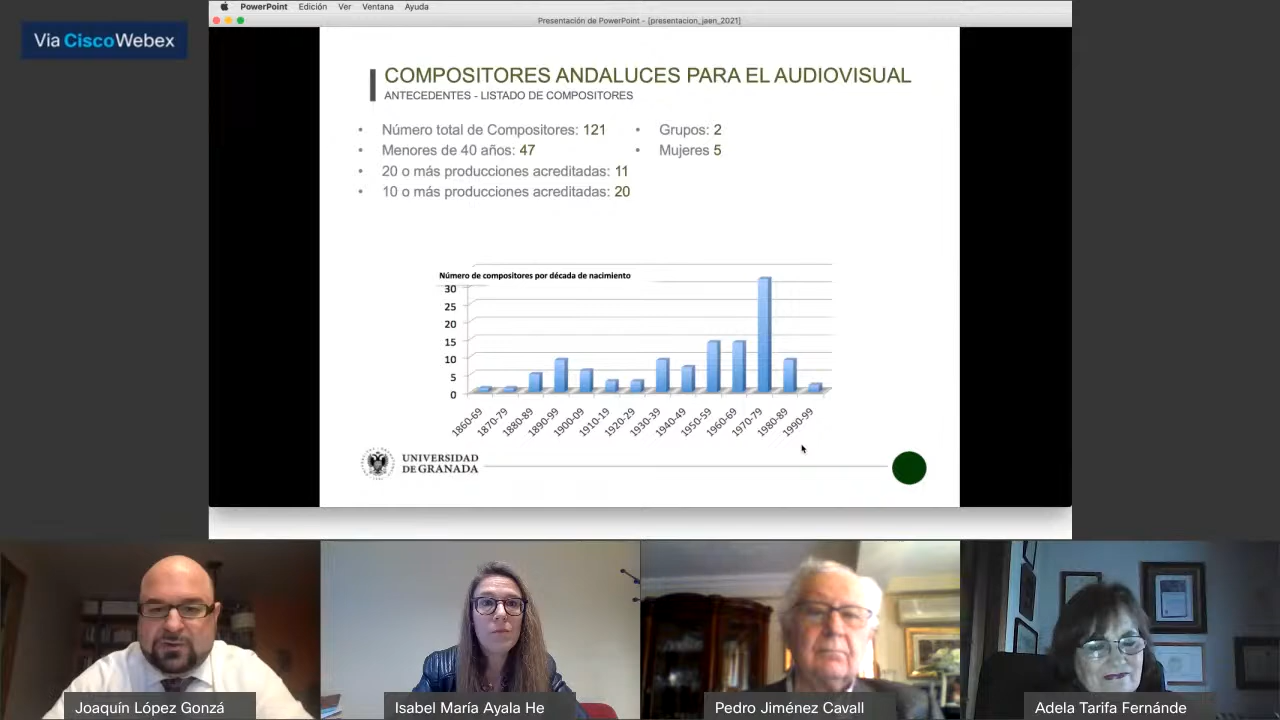 PowerPoint Edición Ver Ventana Ayuda
Presentación de PowerPoint - [presentacion_jaen_2021]
Via CiscoWebex
COMPOSITORES ANDALUCES PARA EL AUDIOVISUAL
ANTECEDENTES - LISTADO DE COMPOSITORES
• Número total de Compositores: 121
• Menores de 40 años: 47
• 20 o más producciones acreditadas: 11
• 10 o más producciones acreditadas: 20
• Grupos: 2
• Mujeres 5
Número de compositores por década de nacimiento
30
25
20
15
10
5
0
1860-69
1870-79
1880-89
1890-99
1900-09
1910-19
1920-29
1930-39
1940-49
1950-59
1960-69
1970-79
1980-89
1990-99
UNIVERSIDAD
DE GRANADA
Joaquín López Gonzá
Isabel María Ayala He
Pedro Jiménez Cavall
Adela Tarifa Fernánde